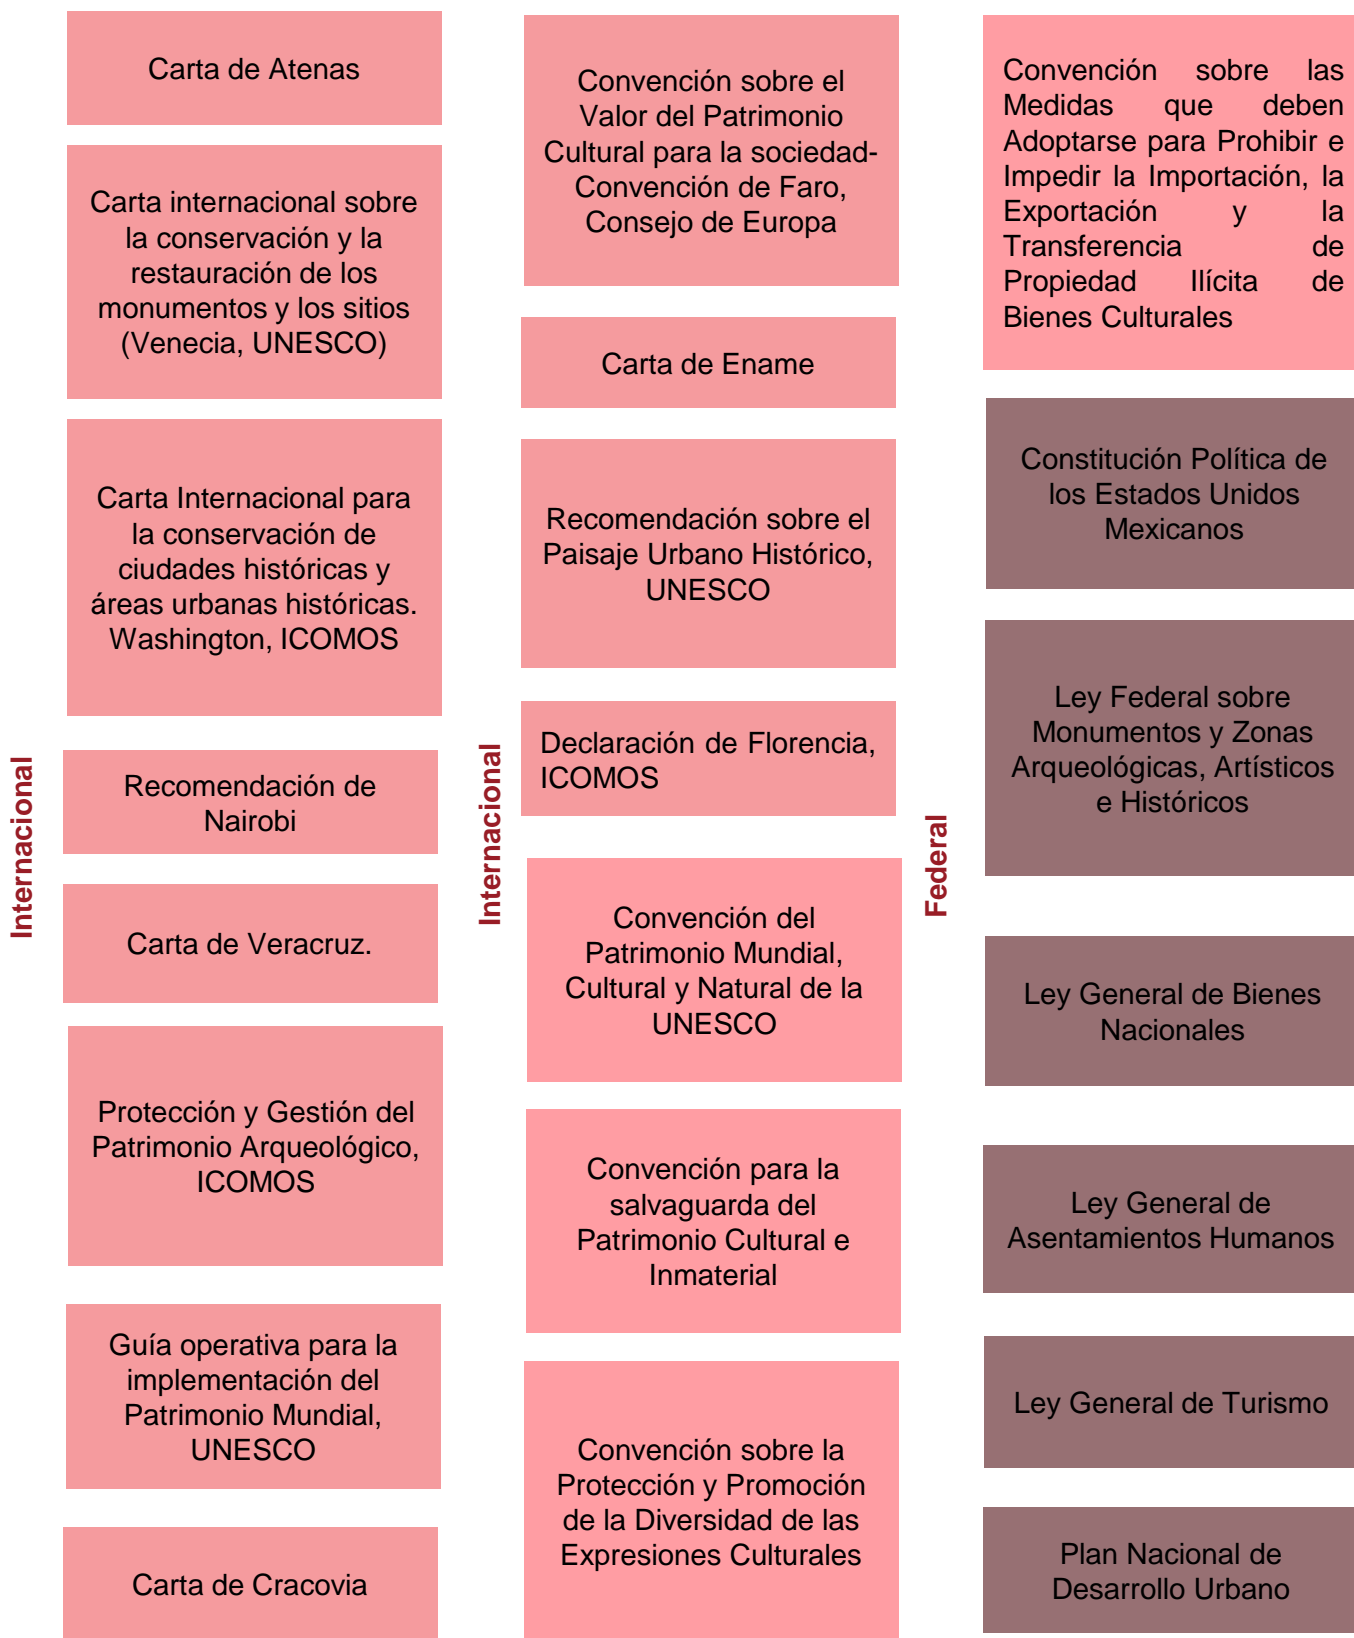 Internacional
Carta de Atenas
Carta internacional sobre
la conservación y la
restauración de los
monumentos y los sitios
(Venecia, UNESCO)
Carta Internacional para
la conservación de
ciudades históricas y
áreas urbanas históricas.
Washington, ICOMOS
Recomendación de
Nairobi
Carta de Veracruz.
Protección y Gestión del
Patrimonio Arqueológico,
ICOMOS
Guía operativa para la
implementación del
Patrimonio Mundial,
UNESCO
Carta de Cracovia
Internacional
Convención sobre el
Valor del Patrimonio
Cultural para la sociedad-
Convención de Faro,
Consejo de Europa
Carta de Ename
Recomendación sobre el
Paisaje Urbano Histórico,
UNESCO
Declaración de Florencia,
ICOMOS
Convención del
Patrimonio Mundial,
Cultural y Natural de la
UNESCO
Convención para la
salvaguarda del
Patrimonio Cultural e
Inmaterial
Convención sobre la
Protección y Promoción
de la Diversidad de las
Expresiones Culturales
Federal
Convención sobre las
Medidas que deben
Adoptarse para Prohibir e
Impedir la Importación, la
Exportación y la
Transferencia de
Propiedad Ilícita de
Bienes Culturales
Constitución Política de
los Estados Unidos
Mexicanos
Ley Federal sobre
Monumentos y Zonas
Arqueológicas, Artísticos
e Históricos
Ley General de Bienes
Nacionales
Ley General de
Asentamientos Humanos
Ley General de Turismo
Plan Nacional de
Desarrollo Urbano